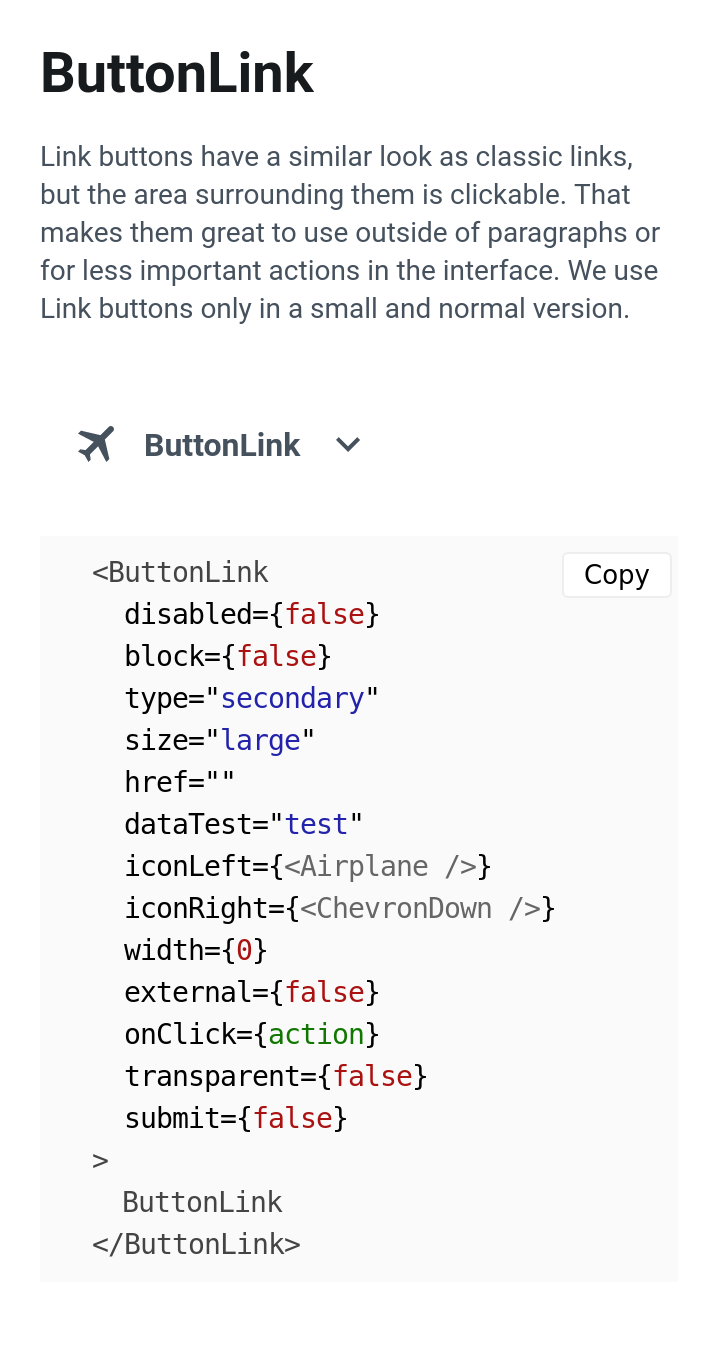 ButtonLink
Link buttons have a similar look as classic links,
but the area surrounding them is clickable. That
makes them great to use outside of paragraphs or
for less important actions in the interface. We use
Link buttons only in a small and normal version.
ButtonLink
<ButtonLink
Copy
disabled={false}
block={false}
type="secondary"
size="large"
href=""
dataTest="test"
iconLeft={<Airplane />}
iconRight={<ChevronDown />}
width={0}
external={false}
onClick={action}
transparent={false}
submit={false}
>
ButtonLink
</ButtonLink>